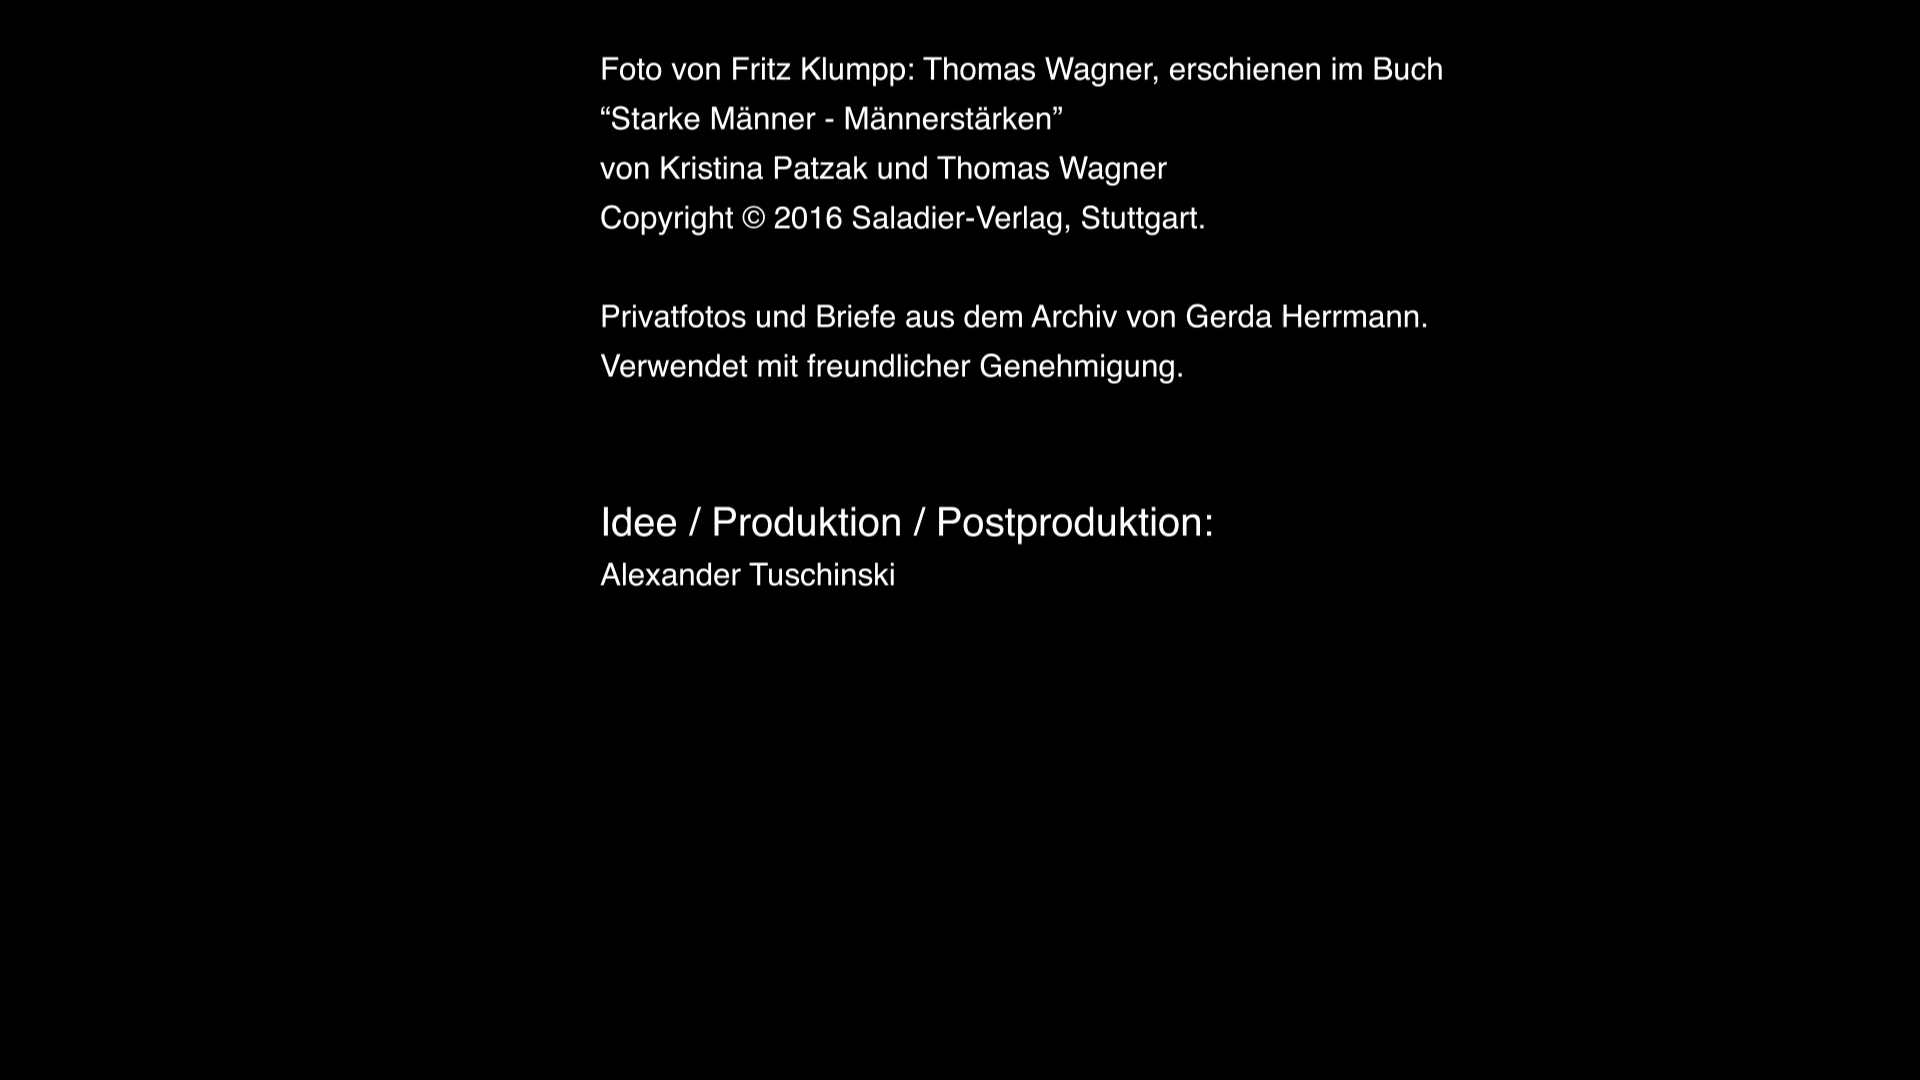 Foto von Fritz Klumpp: Thomas Wagner, erschienen im Buch
“Starke Männer - Männerstärken”
von Kristina Patzak und Thomas Wagner
Copyright © 2016 Saladier-Verlag, Stuttgart.
Privatfotos und Briefe aus dem Archiv von Gerda Herrmann.
Verwendet mit freundlicher Genehmigung.
Idee / Produktion / Postproduktion:
Alexander Tuschinski